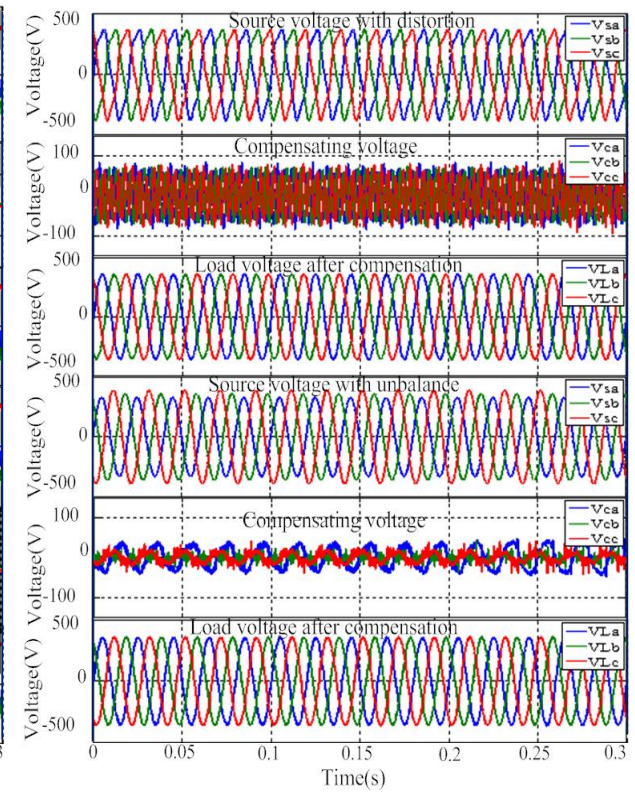 Source voltage with distortion
Voltage(V)
500
0
-500
Vsa
Vsb
Vsc
Compensating voltage
Voltage(V)
100
0
-100
Vca
Vcb
Vcc
Load voltage after compensation
Voltage(V)
500
0
-500
VLa
VLb
VLc
Source voltage with unbalance
Voltage(V)
500
0
-500
Vsa
Vsb
Vsc
Compensating voltage
Voltage(V)
100
0
-100
Vca
Vcb
Vcc
Load voltage after compensation
Voltage(V)
500
0
-500
VLa
VLb
VLc
0 0.05 0.1 0.15 0.2 0.25 0.3
Time(s)